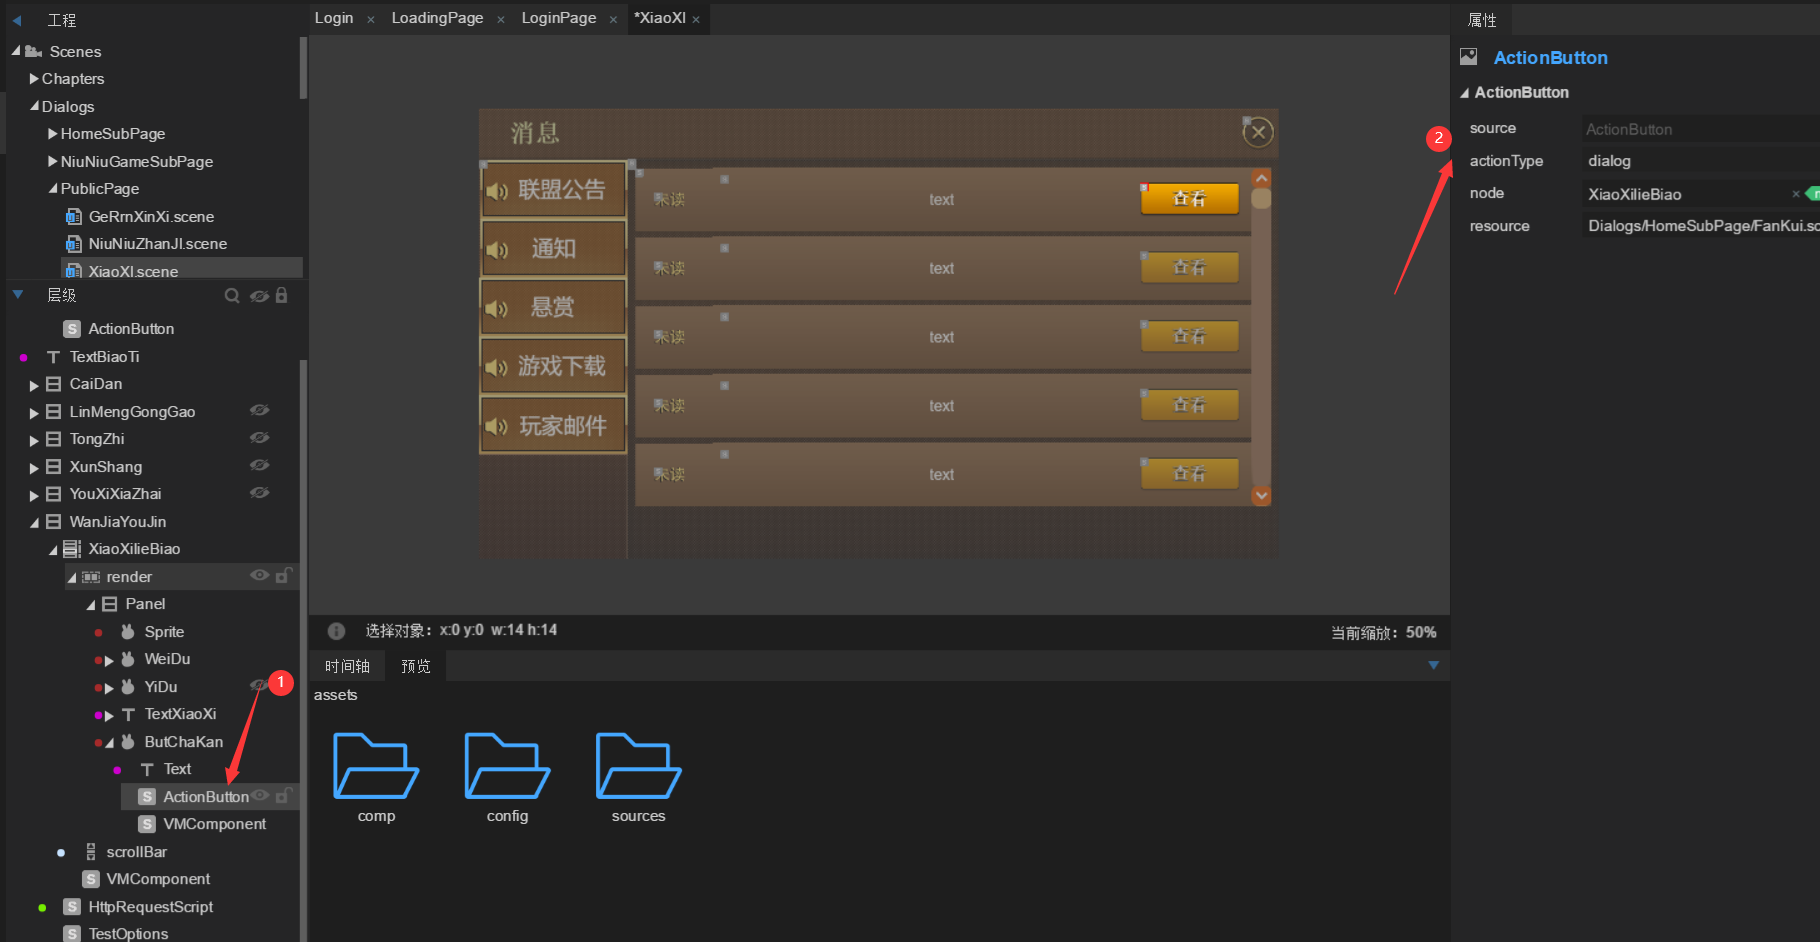 工程
Scenes
Chapters
Dialogs
HomeSubPage
NiuNiuGameSubPage
PublicPage
GeRrnXinXi.scene
NiuNiuZhanJI.scene
XiaoXI.scene
层级
ActionButton
TextBiaoTi
CaiDan
LinMengGongGao
TongZhi
XunShang
YouXiXiaZhai
WanJiaYouJin
XiaoXilieBiao
render
Panel
Sprite
WeiDu
YiDu
1
TextXiaoXi
ButChaKan
Text
ActionButton
VMComponent
scrollBar
VMComponent
HttpRequestScript
TestOptions
Login × LoadingPage × LoginPage × *XiaoXI ×
消息
联盟公告
通知
悬赏
游戏下载
玩家邮件
未读 text 查看
未读 text 查看
未读 text 查看
未读 text 查看
未读 text 查看
选择对象: x:0 y:0 w:14 h:14
当前缩放: 50%
时间轴 预览
assets
comp config sources
属性
ActionButton
ActionButton
2
source ActionButton
actionType dialog
node XiaoXilieBiao ×
resource Dialogs/HomeSubPage/FanKui.sc